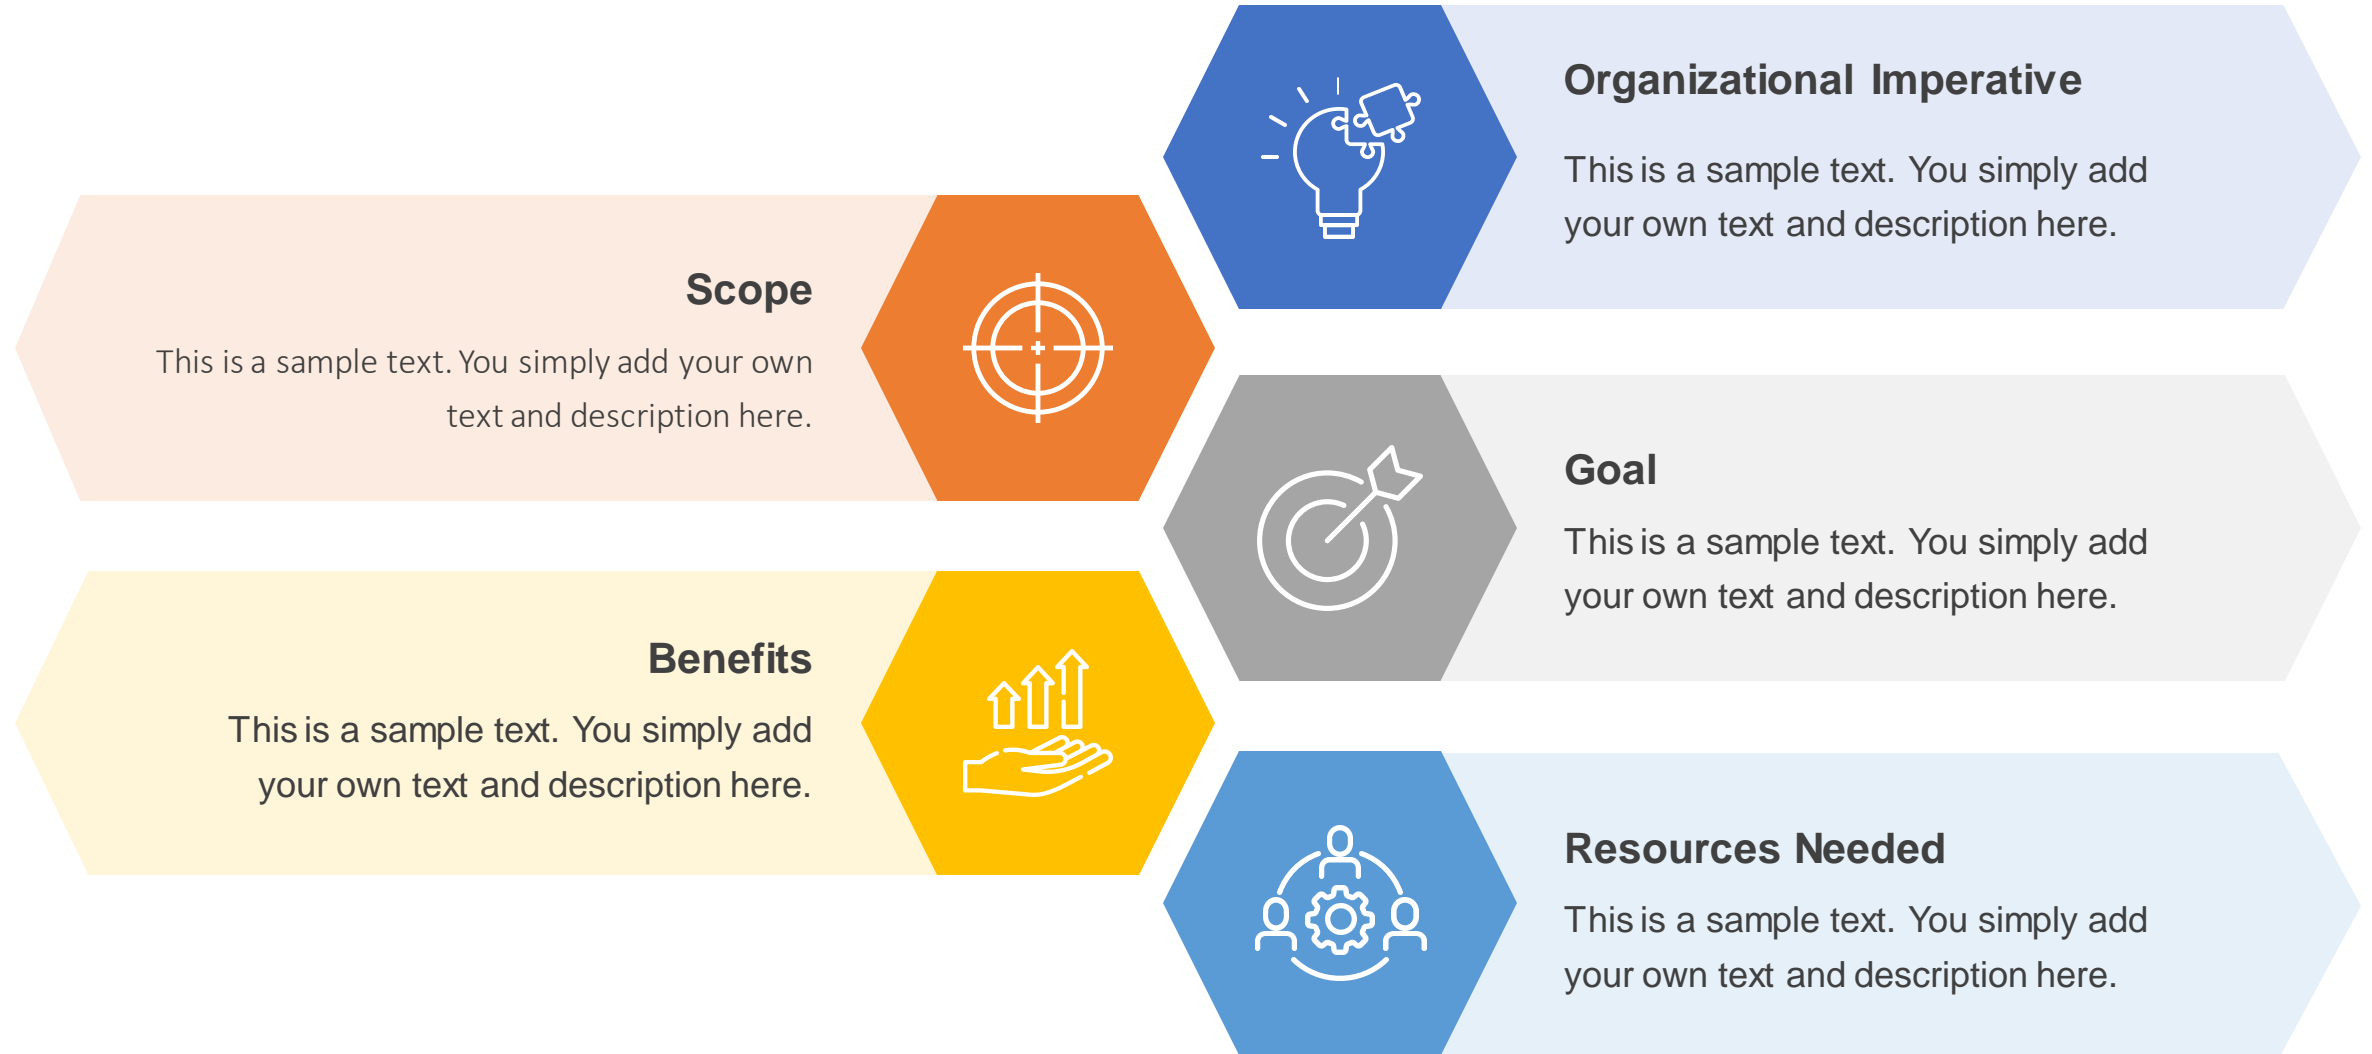 Organizational Imperative
This is a sample text. You simply add
your own text and description here.
Scope
This is a sample text. You simply add your own
text and description here.
Goal
This is a sample text. You simply add
your own text and description here.
Benefits
This is a sample text. You simply add
your own text and description here.
Resources Needed
This is a sample text. You simply add
your own text and description here.